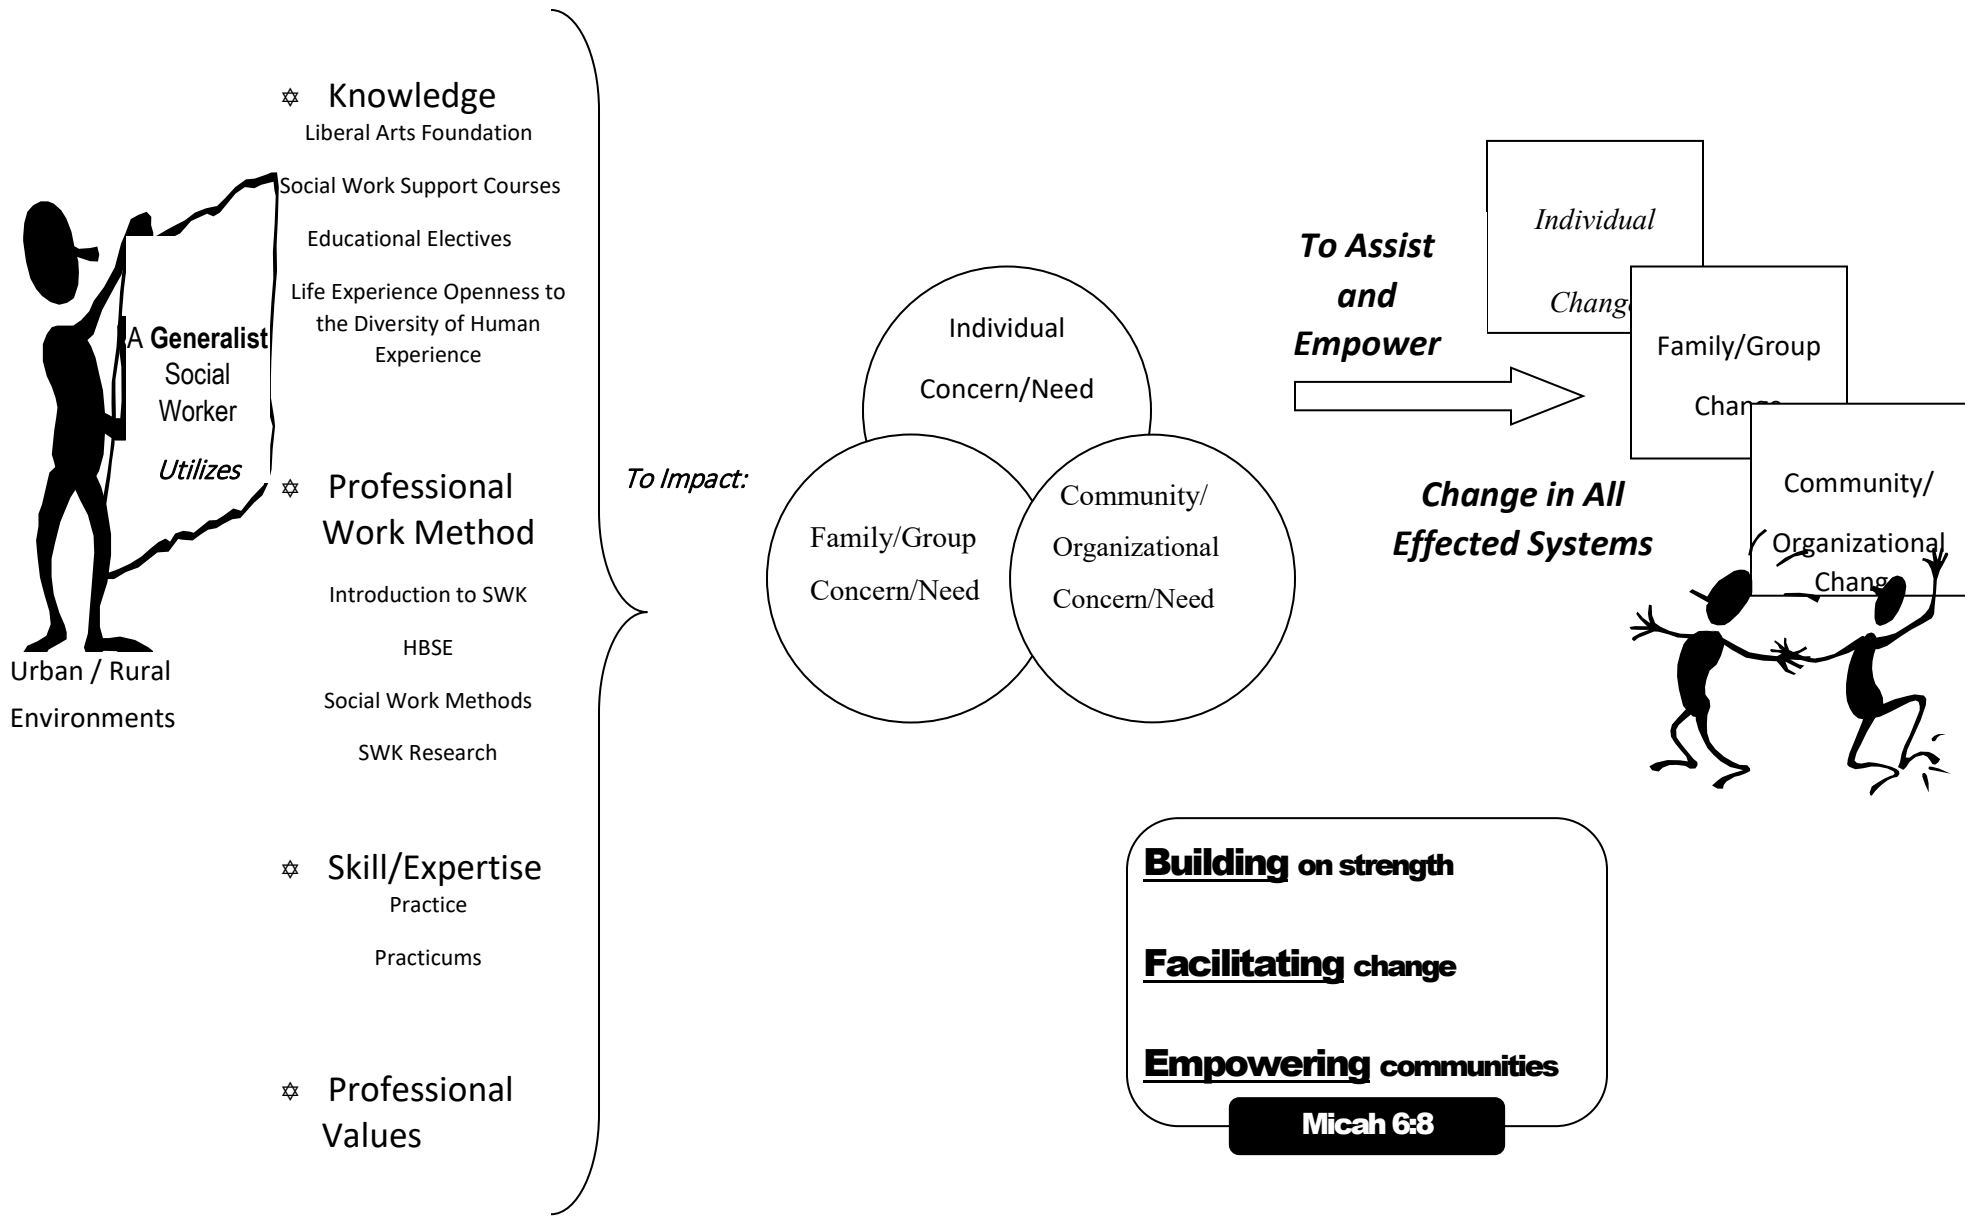 Knowledge
Liberal Arts Foundation
Social Work Support Courses
Educational Electives
Life Experience Openness to
the Diversity of Human
Experience
A Generalist
Social
Worker
Utilizes
Urban / Rural
Environments
Professional
Work Method
Introduction to SWK
HBSE
Social Work Methods
SWK Research
Skill/Expertise
Practice
Practicums
Professional
Values
To Impact:
Individual
Concern/Need
Family/Group
Concern/Need
Community/
Organizational
Concern/Need
To Assist
and
Empower
Change in All
Effected Systems
Individual
Change
Family/Group
Change
Community/
Organizational
Change
Building on strength
Facilitating change
Empowering communities
Micah 6:8